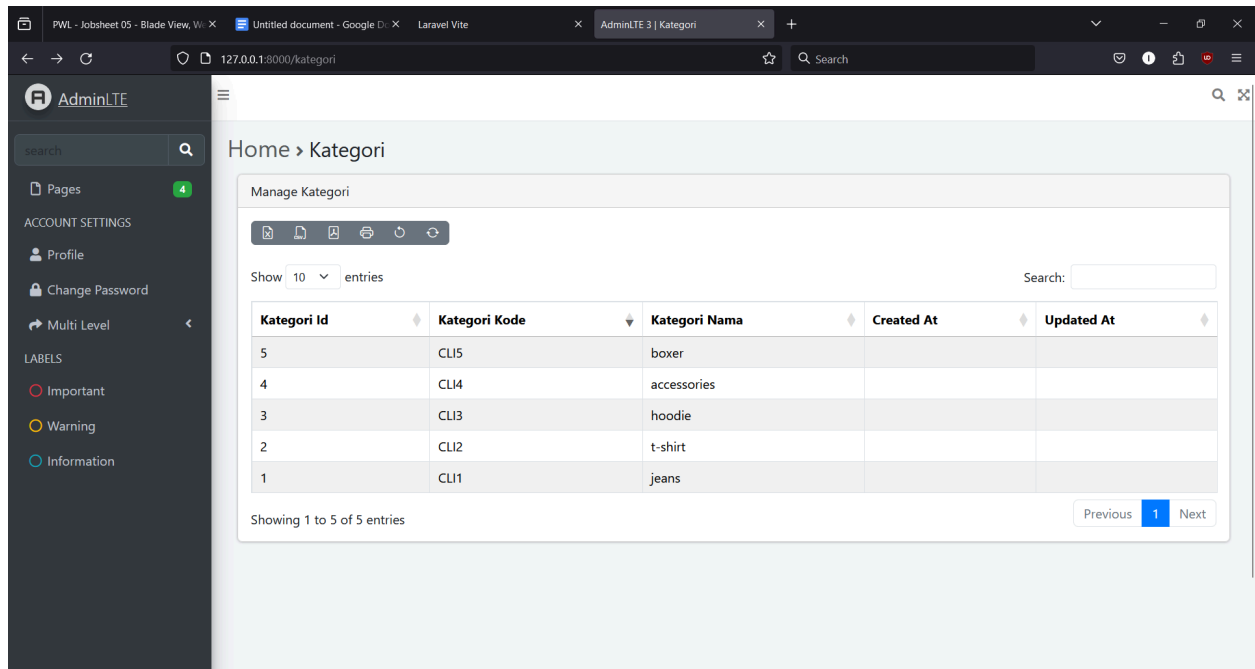 PWL - Jobsheet 05 - Blade View, W
Untitled document - Google Do
Laravel Vite
AdminLTE 3 | Kategori
127.0.0.1:8000/kategori
Search
AdminLTE
search
Pages 4
ACCOUNT SETTINGS
Profile
Change Password
Multi Level
LABELS
Important
Warning
Information
Home › Kategori
Manage Kategori
Show 10 entries
Search:
Kategori Id Kategori Kode Kategori Nama Created At Updated At
5 CLI5 boxer
4 CLI4 accessories
3 CLI3 hoodie
2 CLI2 t-shirt
1 CLI1 jeans
Showing 1 to 5 of 5 entries
Previous 1 Next